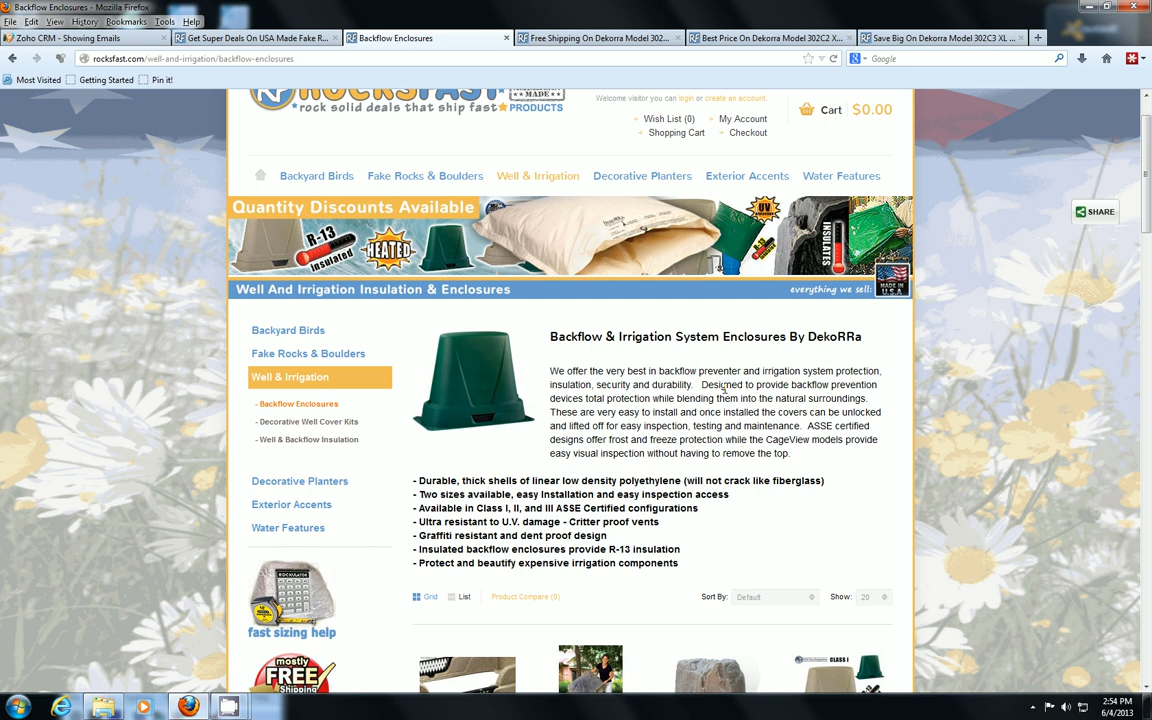 Backflow Enclosures - Mozilla Firefox
File Edit View History Bookmarks Tools Help
Zoho CRM - Showing Emails
Get Super Deals On USA Made Fake R...
Backflow Enclosures
Free Shipping On Dekorra Model 302...
Best Price On Dekorra Model 302C2 X...
Save Big On Dekorra Model 302C3 XL ...
rocksfast.com/well-and-irrigation/backflow-enclosures
Google
Most Visited Getting Started Pin it!
RF ROCKSFAST
MADE
rock solid deals that ship fast PRODUCTS
Welcome visitor you can login or create an account.
Wish List (0) My Account
Shopping Cart Checkout
Cart $0.00
Backyard Birds Fake Rocks & Boulders Well & Irrigation Decorative Planters Exterior Accents Water Features
Quantity Discounts Available
R-13 Insulated
HEATED
UV
R-13
INSULATES
SHARE
Well And Irrigation Insulation & Enclosures
everything we sell: MADE IN U.S.A.
Backyard Birds
Fake Rocks & Boulders
Well & Irrigation
- Backflow Enclosures
- Decorative Well Cover Kits
- Well & Backflow Insulation
Decorative Planters
Exterior Accents
Water Features
ROCKULATOR
fast sizing help
mostly
FREE
Shipping
Backflow & Irrigation System Enclosures By DekoRRa
We offer the very best in backflow preventer and irrigation system protection,
insulation, security and durability. Designed to provide backflow prevention
devices total protection while blending them into the natural surroundings.
These are very easy to install and once installed the covers can be unlocked
and lifted off for easy inspection, testing and maintenance. ASSE certified
designs offer frost and freeze protection while the CageView models provide
easy visual inspection without having to remove the top.
- Durable, thick shells of linear low density polyethylene (will not crack like fiberglass)
- Two sizes available, easy Installation and easy inspection access
- Available in Class I, II, and III ASSE Certified configurations
- Ultra resistant to U.V. damage - Critter proof vents
- Graffiti resistant and dent proof design
- Insulated backflow enclosures provide R-13 insulation
- Protect and beautify expensive irrigation components
Grid List Product Compare (0) Sort By: Default Show: 20
CLASS I
2:54 PM
6/4/2013